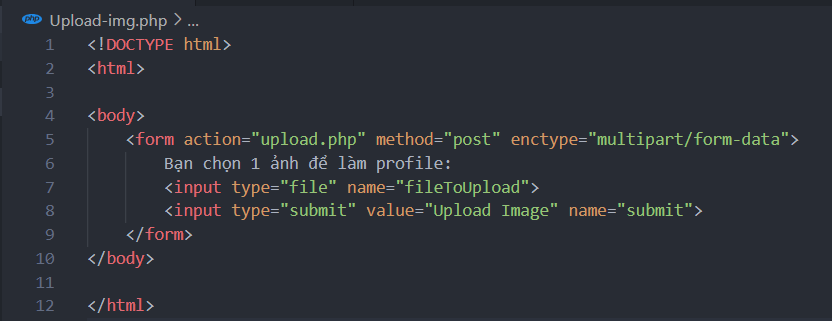 php Upload-img.php > ...
1 <!DOCTYPE html>
2 <html>
3
4 <body>
5 <form action="upload.php" method="post" enctype="multipart/form-data">
6 Bạn chọn 1 ảnh để làm profile:
7 <input type="file" name="fileToUpload">
8 <input type="submit" value="Upload Image" name="submit">
9 </form>
10 </body>
11
12 </html>